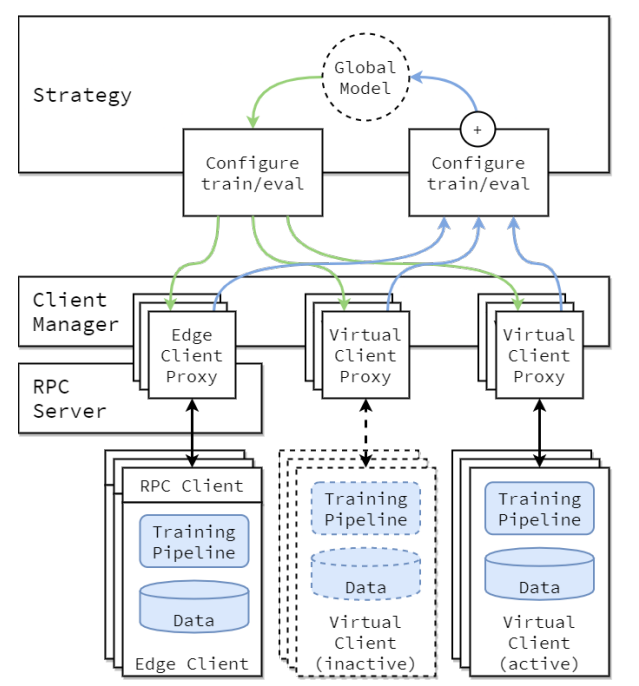 Global
Model
Strategy
+
Configure
train/eval
Configure
train/eval
Client
Manager
Edge
Client
Proxy
Virtual
Client
Proxy
Virtual
Client
Proxy
RPC
Server
RPC Client
Training
Pipeline
Data
Edge Client
Training
Pipeline
Data
Virtual
Client
(inactive)
Training
Pipeline
Data
Virtual
Client
(active)